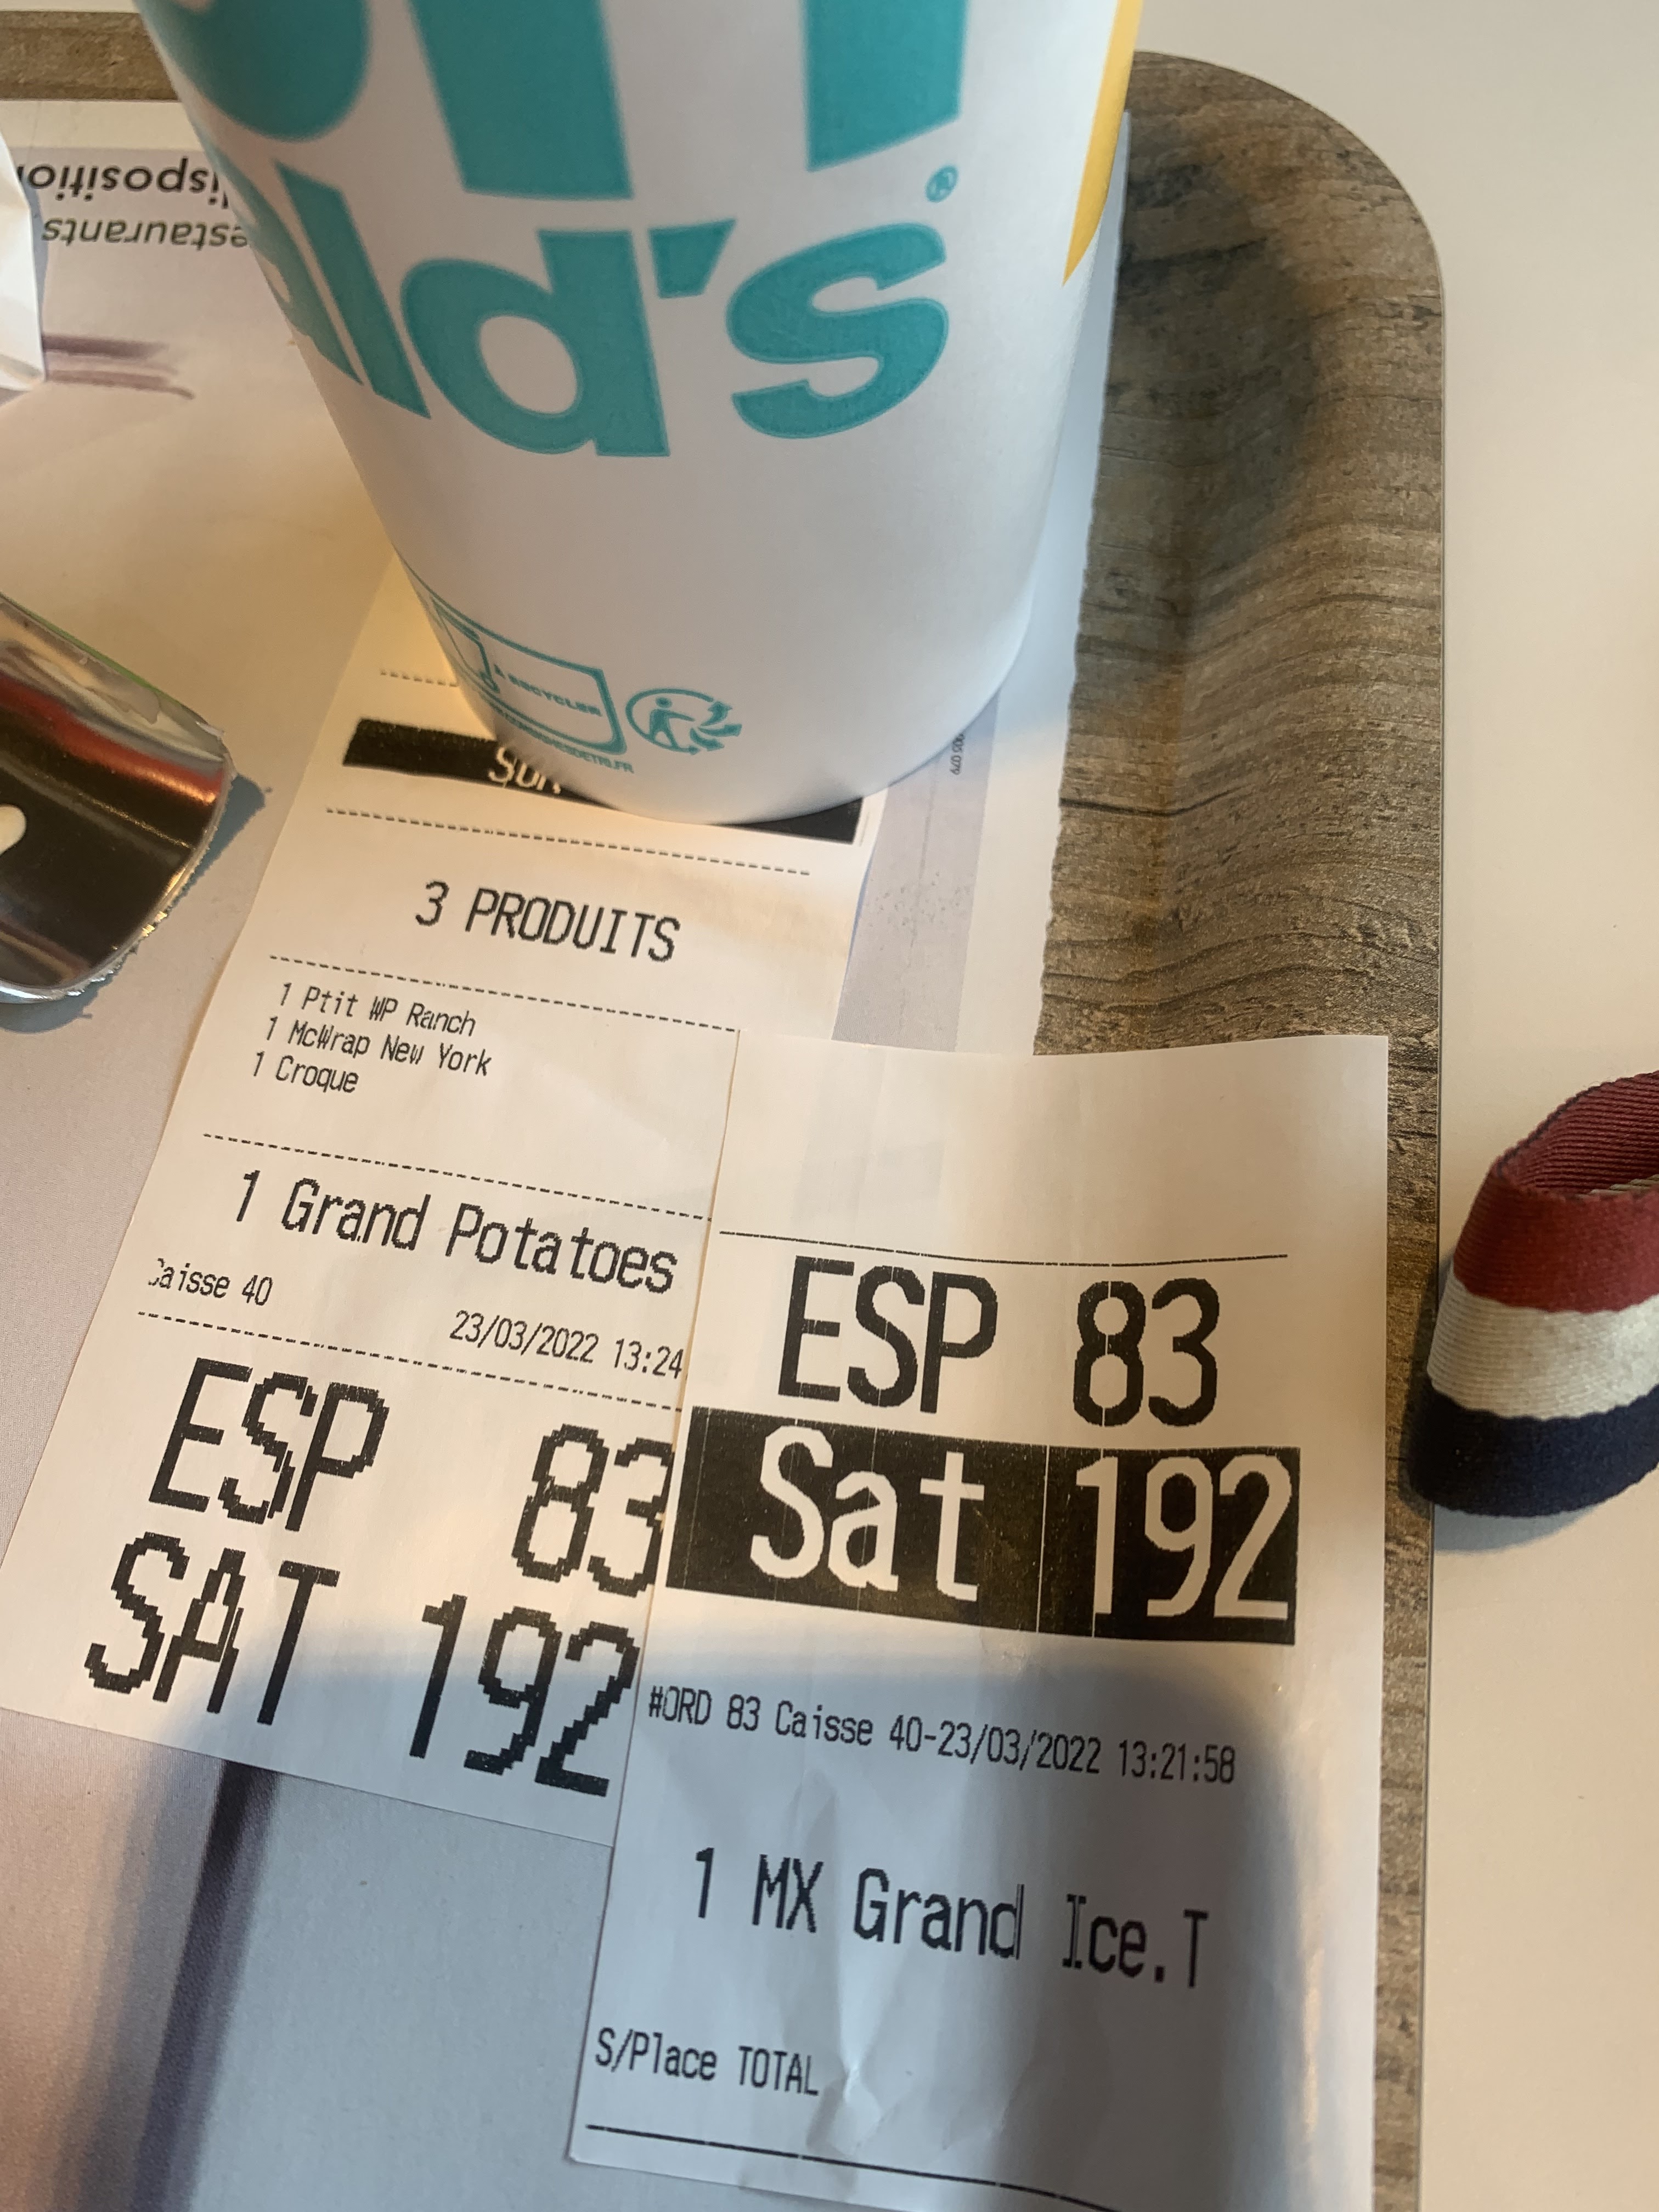 ald's®
isposition
estaurants
À RECYCLER
3 PRODUITS
1 Ptit WP Ranch
1 McWrap New York
1 Croque
1 Grand Potatoes
Caisse 40
23/03/2022 13:24
ESP 83
SAT 192
ESP 83
Sat 192
#ORD 83 Caisse 40-23/03/2022 13:21:58
1 MX Grand Ice.T
S/Place TOTAL